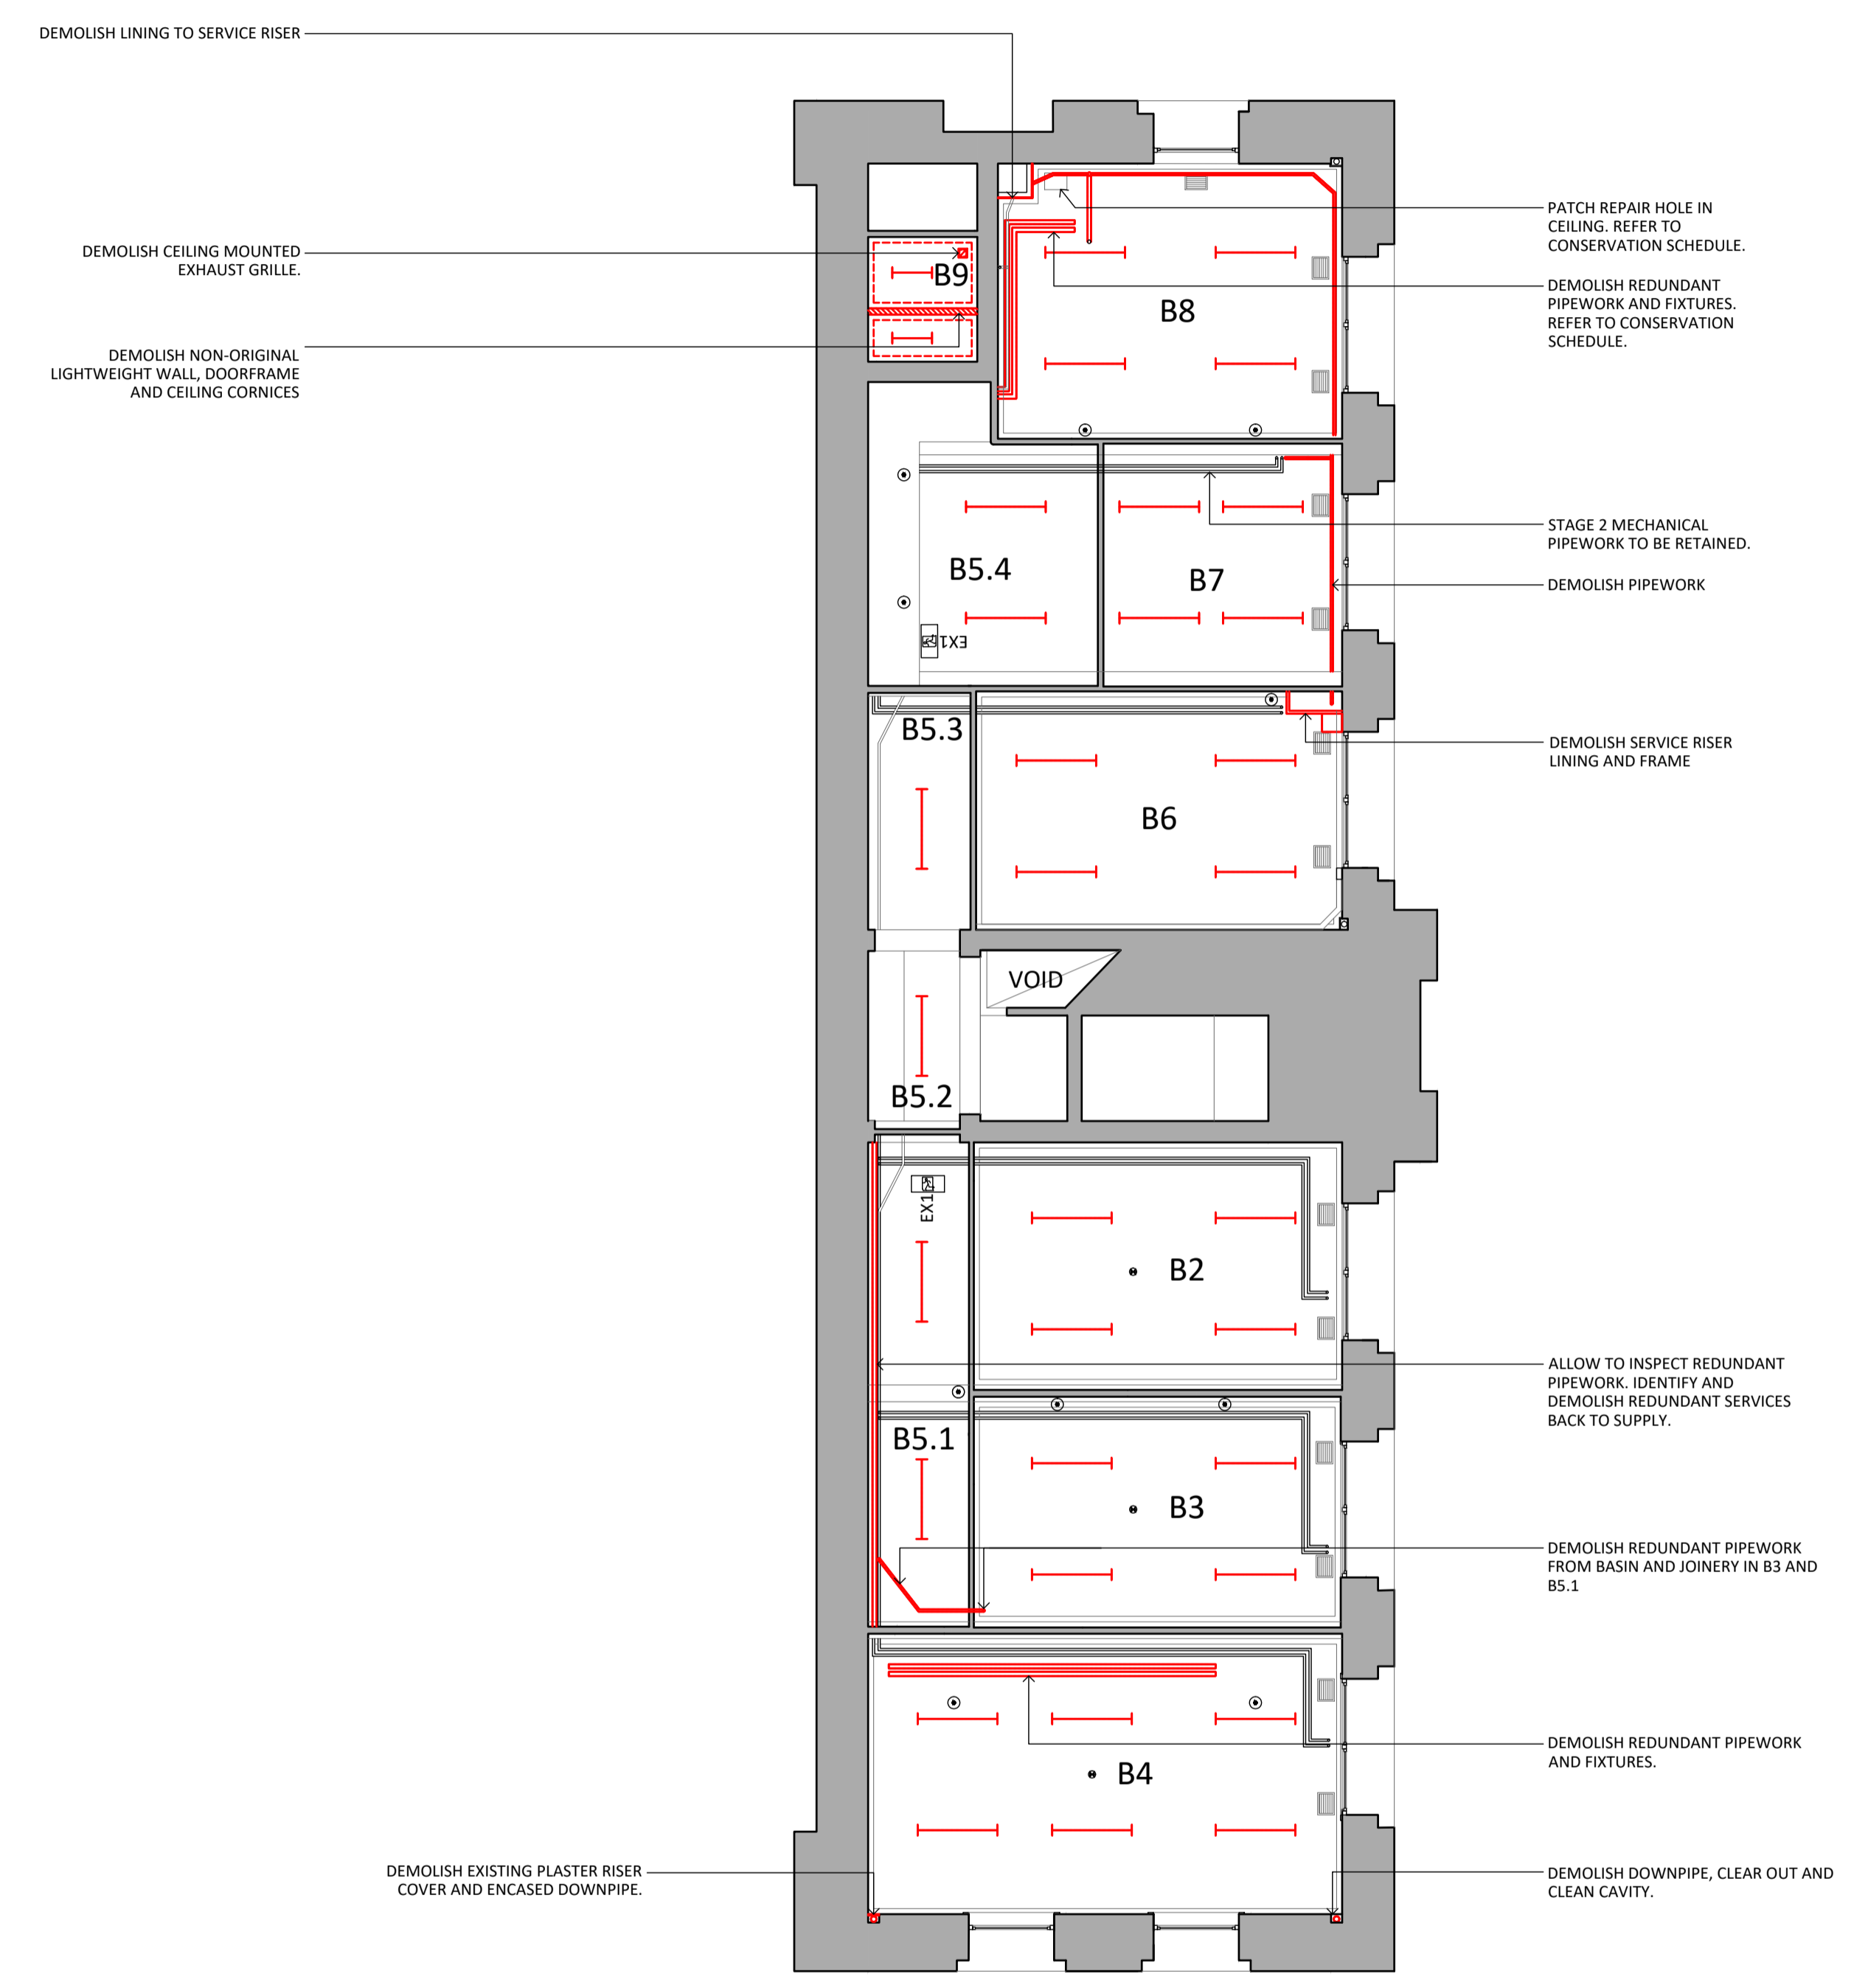 DEMOLISH LINING TO SERVICE RISER
PATCH REPAIR HOLE IN
CEILING. REFER TO
CONSERVATION SCHEDULE.
DEMOLISH CEILING MOUNTED
EXHAUST GRILLE.
B9
B8
DEMOLISH REDUNDANT
PIPEWORK AND FIXTURES.
REFER TO CONSERVATION
SCHEDULE.
DEMOLISH NON-ORIGINAL
LIGHTWEIGHT WALL, DOORFRAME
AND CEILING CORNICES
STAGE 2 MECHANICAL
PIPEWORK TO BE RETAINED.
B5.4
B7
DEMOLISH PIPEWORK
EX1
B5.3
DEMOLISH SERVICE RISER
LINING AND FRAME
B6
VOID
B5.2
EX1
B2
ALLOW TO INSPECT REDUNDANT
PIPEWORK. IDENTIFY AND
DEMOLISH REDUNDANT SERVICES
BACK TO SUPPLY.
B5.1
B3
DEMOLISH REDUNDANT PIPEWORK
FROM BASIN AND JOINERY IN B3 AND
B5.1
DEMOLISH REDUNDANT PIPEWORK
AND FIXTURES.
B4
DEMOLISH EXISTING PLASTER RISER
COVER AND ENCASED DOWNPIPE.
DEMOLISH DOWNPIPE, CLEAR OUT AND
CLEAN CAVITY.